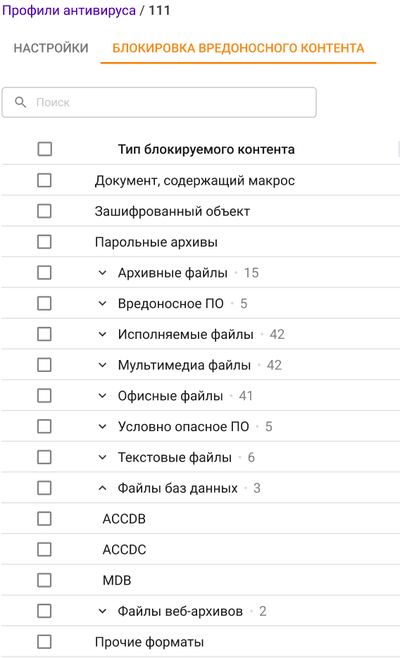 Профили антивируса / 111
НАСТРОЙКИ БЛОКИРОВКА ВРЕДОНОСНОГО КОНТЕНТА
Поиск
Тип блокируемого контента
Документ, содержащий макрос
Зашифрованный объект
Парольные архивы
Архивные файлы • 15
Вредоносное ПО • 5
Исполняемые файлы • 42
Мультимедиа файлы • 42
Офисные файлы • 41
Условно опасное ПО • 5
Текстовые файлы • 6
Файлы баз данных • 3
ACCDB
ACCDC
MDB
Файлы веб-архивов • 2
Прочие форматы